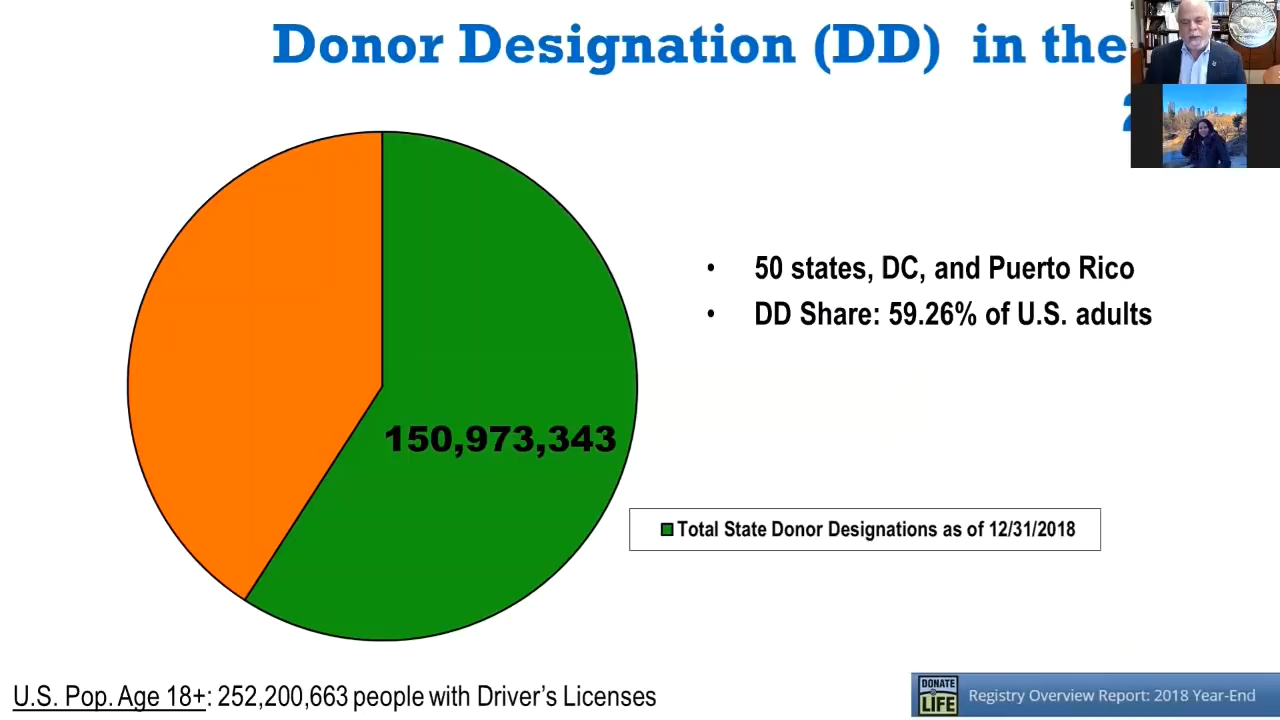 Donor Designation (DD) in the
50 states, DC, and Puerto Rico
DD Share: 59.26% of U.S. adults
150,973,343
Total State Donor Designations as of 12/31/2018
U.S. Pop. Age 18+: 252,200,663 people with Driver's Licenses
DONATE
LIFE
Registry Overview Report: 2018 Year-End